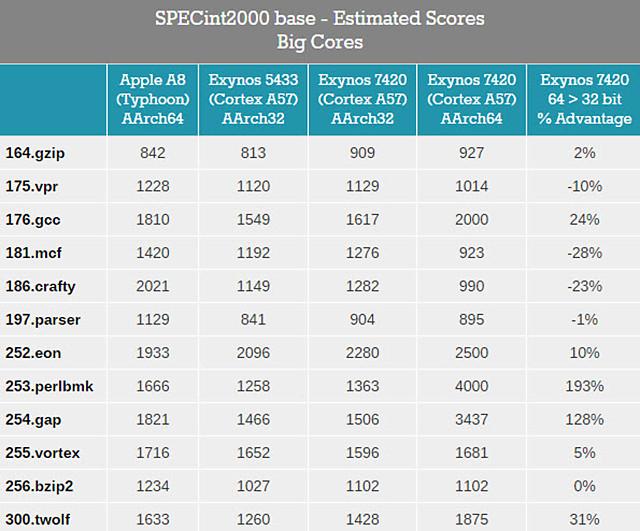 SPECint2000 base - Estimated Scores
Big Cores
Apple A8 (Typhoon) AArch64 Exynos 5433 (Cortex A57) AArch32 Exynos 7420 (Cortex A57) AArch32 Exynos 7420 (Cortex A57) AArch64 Exynos 7420 64 > 32 bit % Advantage
164.gzip 842 813 909 927 2%
175.vpr 1228 1120 1129 1014 -10%
176.gcc 1810 1549 1617 2000 24%
181.mcf 1420 1192 1276 923 -28%
186.crafty 2021 1149 1282 990 -23%
197.parser 1129 841 904 895 -1%
252.eon 1933 2096 2280 2500 10%
253.perlbmk 1666 1258 1363 4000 193%
254.gap 1821 1466 1506 3437 128%
255.vortex 1716 1652 1596 1681 5%
256.bzip2 1234 1027 1102 1102 0%
300.twolf 1633 1260 1428 1875 31%